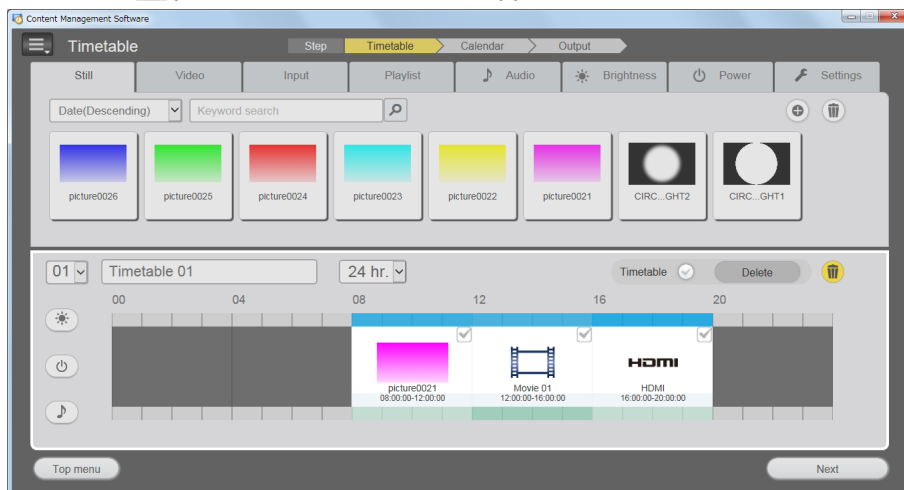 Content Management Software
Timetable
Step Timetable Calendar Output
Still Video Input Playlist Audio Brightness Power Settings
Date(Descending) Keyword search
picture0026 picture0025 picture0024 picture0023 picture0022 picture0021 CIRC...GHT2 CIRC...GHT1
01 Timetable 01 24 hr. Timetable Delete
00 04 08 12 16 20
HDMI
picture0021 Movie 01 HDMI
08:00:00-12:00:00 12:00:00-16:00:00 16:00:00-20:00:00
Top menu Next